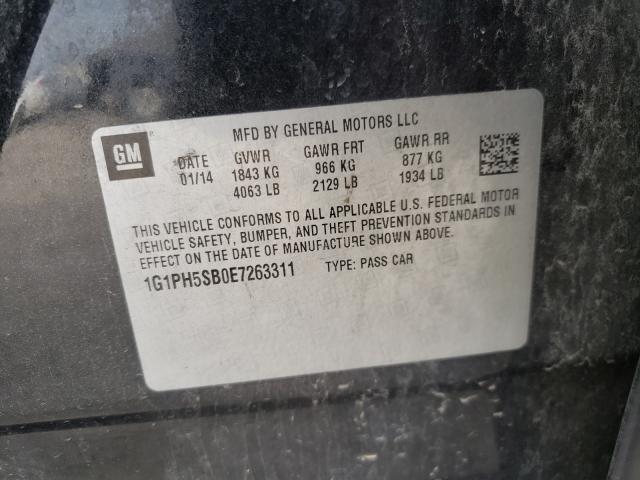 GM
MFD BY GENERAL MOTORS LLC
DATE GVWR GAWR FRT GAWR RR
01/14 1843 KG 966 KG 877 KG
4063 LB 2129 LB 1934 LB
THIS VEHICLE CONFORMS TO ALL APPLICABLE U.S. FEDERAL MOTOR
VEHICLE SAFETY, BUMPER, AND THEFT PREVENTION STANDARDS IN
EFFECT ON THE DATE OF MANUFACTURE SHOWN ABOVE.
1G1PH5SB0E7263311 TYPE: PASS CAR